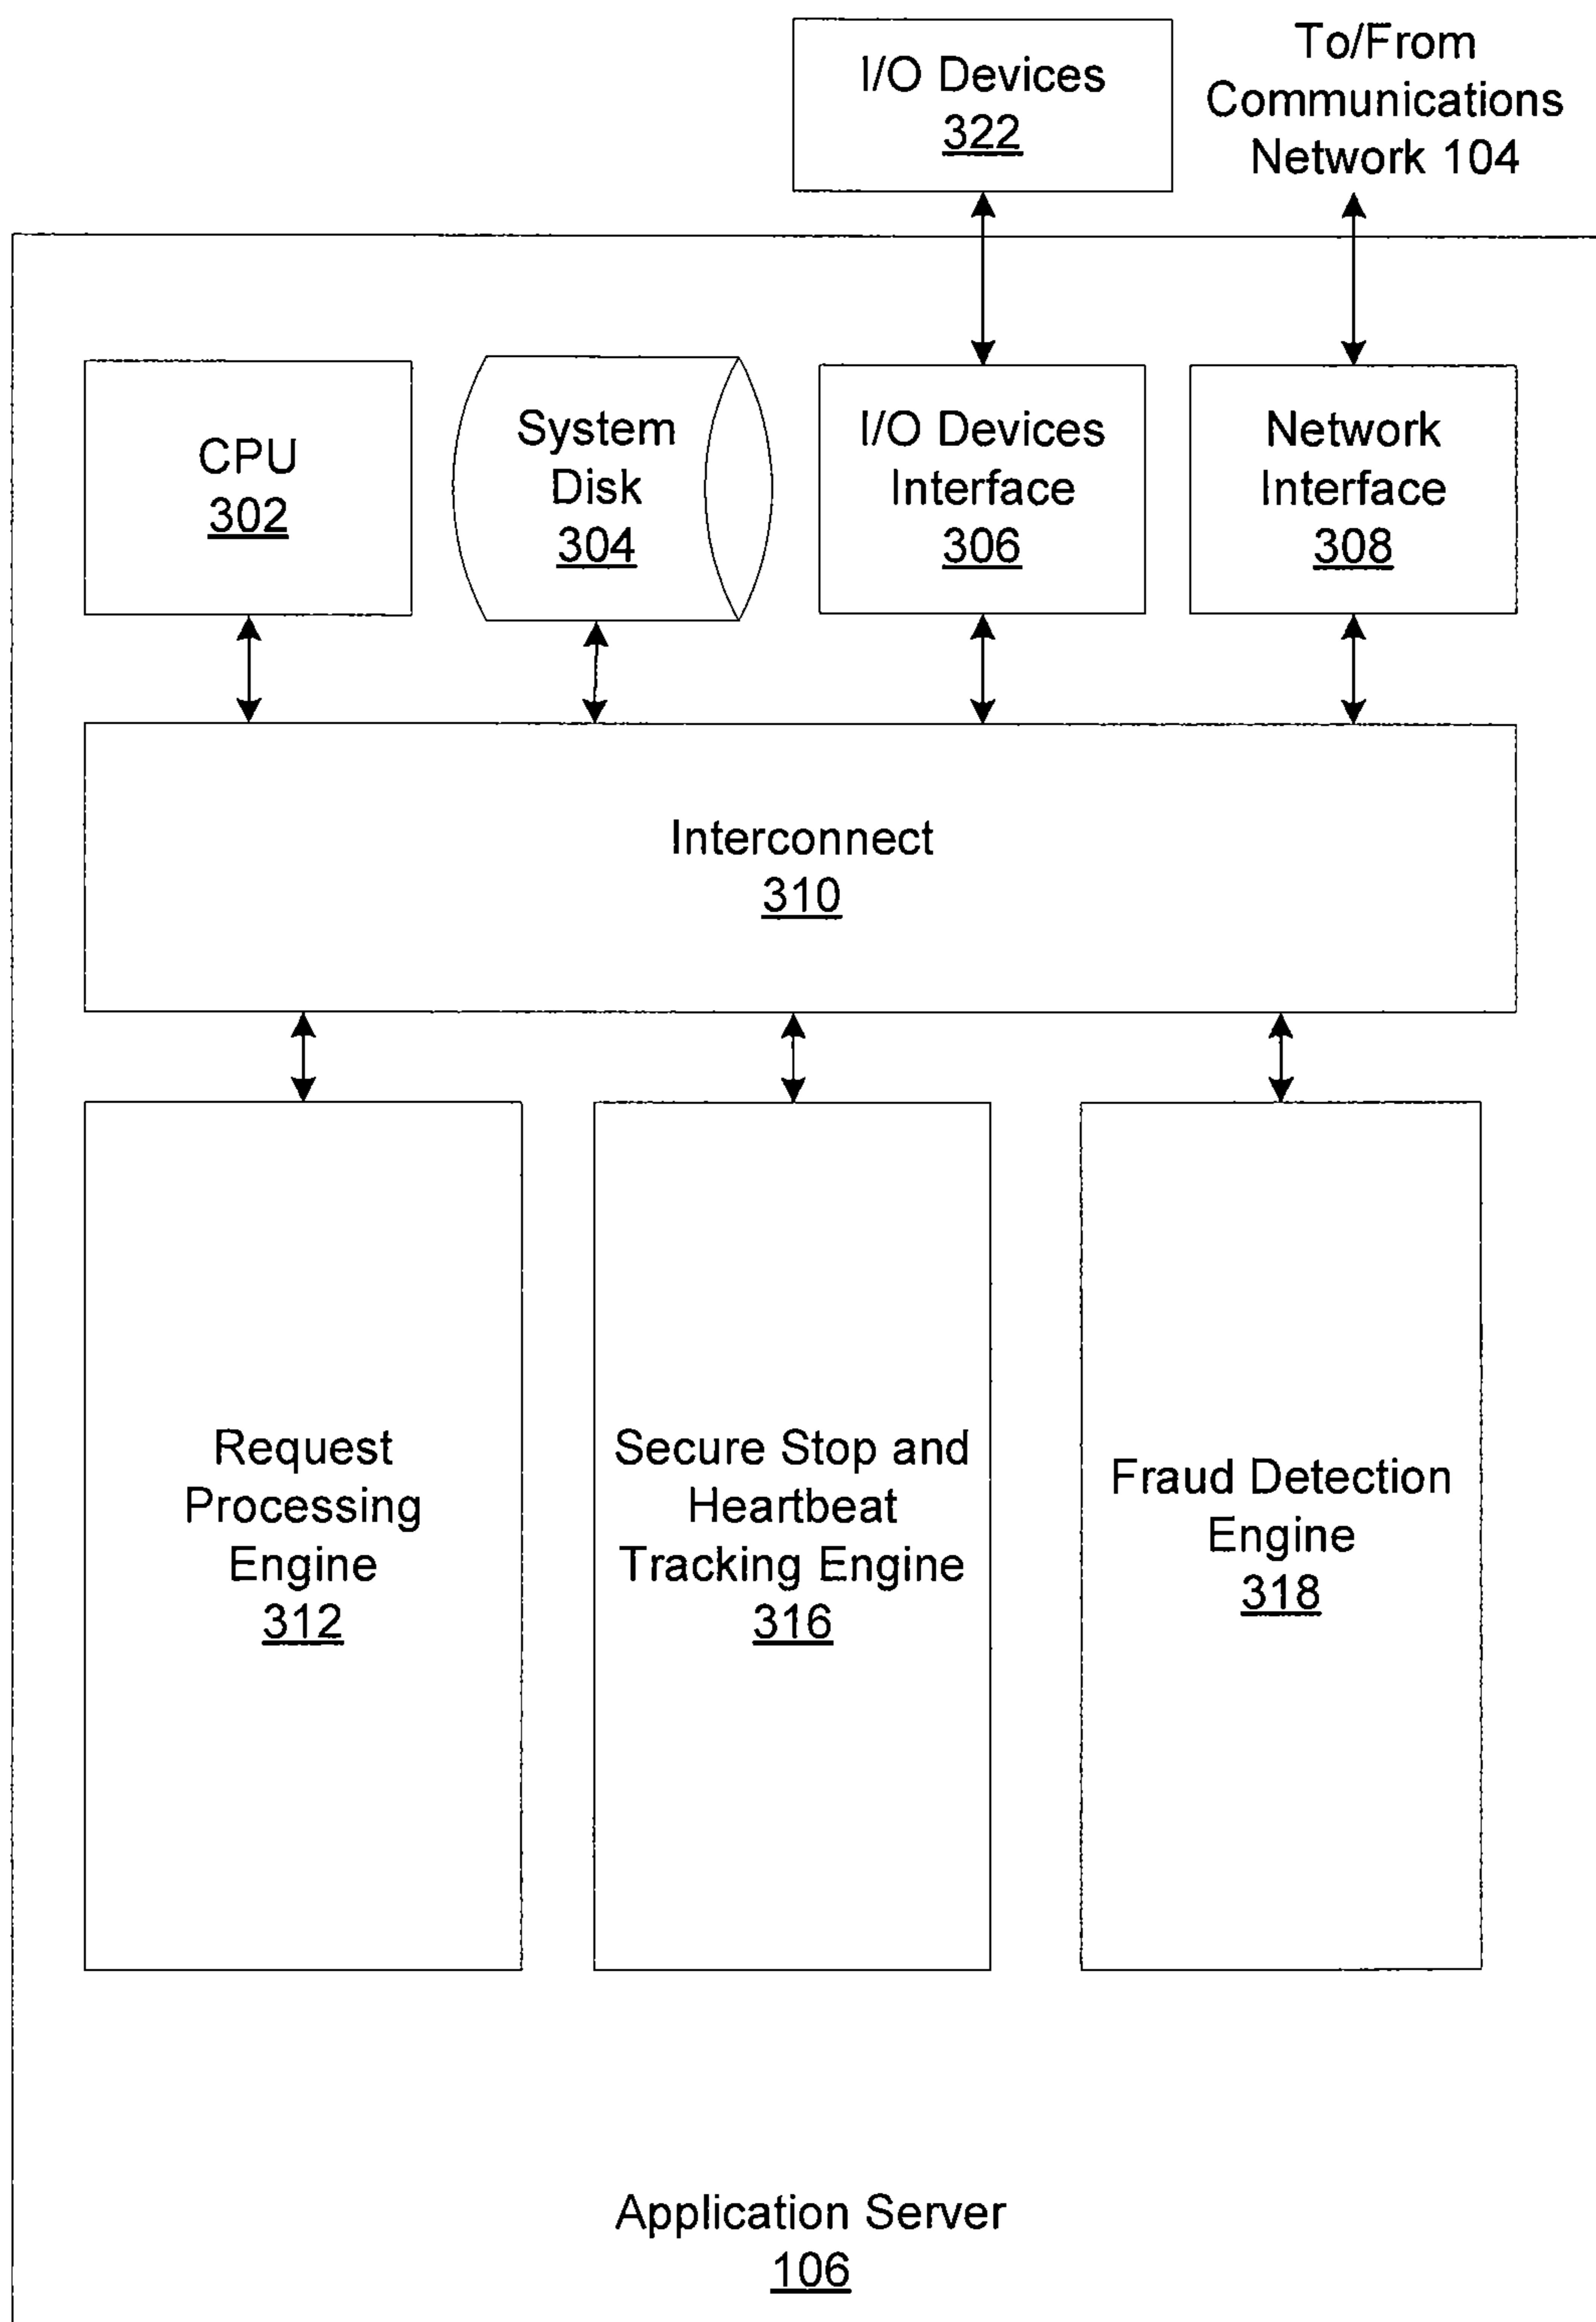 I/O Devices
322
To/From
Communications
Network 104
CPU
302
System
Disk
304
I/O Devices
Interface
306
Network
Interface
308
Interconnect
310
Request
Processing
Engine
312
Secure Stop and
Heartbeat
Tracking Engine
316
Fraud Detection
Engine
318
Application Server
106